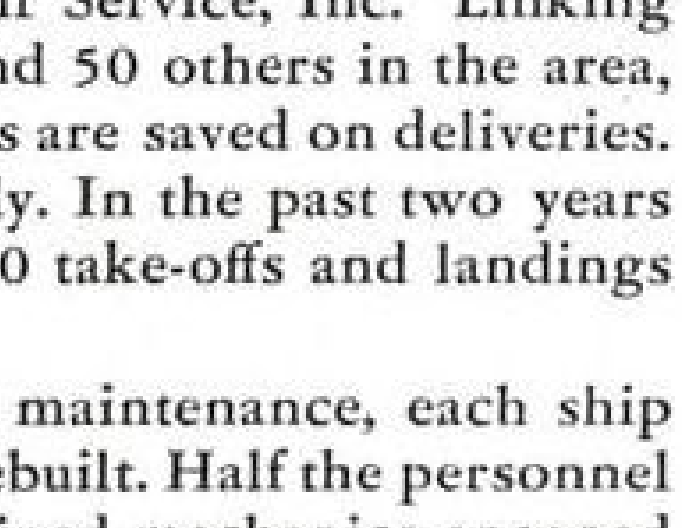 Service, Inc. Linking
nd 50 others in the area,
s are saved on deliveries.
ly. In the past two years
0 take-offs and landings
maintenance, each ship
ebuilt. Half the personnel